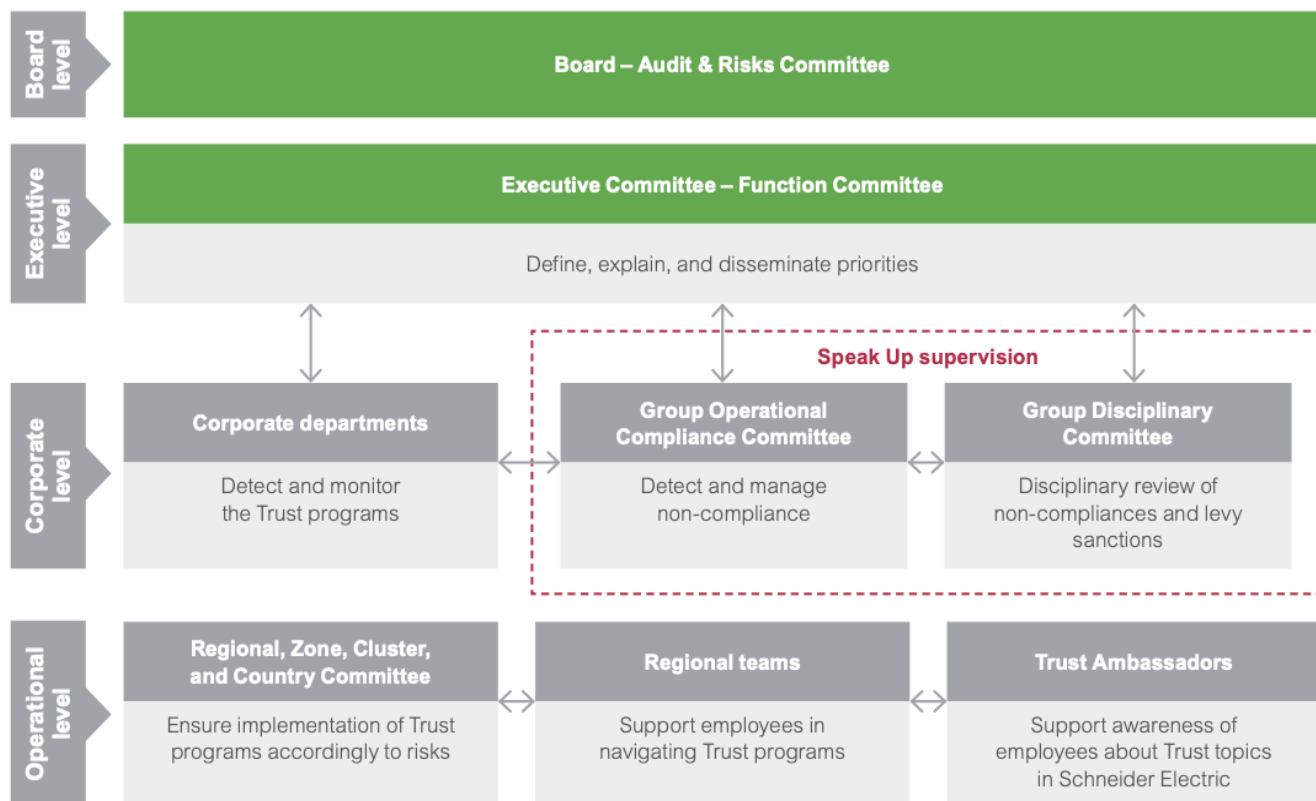 Board
level
Board – Audit & Risks Committee
Executive
level
Executive Committee – Function Committee
Define, explain, and disseminate priorities
Speak Up supervision
Corporate
level
Corporate departments
Detect and monitor
the Trust programs
Group Operational
Compliance Committee
Detect and manage
non-compliance
Group Disciplinary
Committee
Disciplinary review of
non-compliances and levy
sanctions
Operational
level
Regional, Zone, Cluster,
and Country Committee
Ensure implementation of Trust
programs accordingly to risks
Regional teams
Support employees in
navigating Trust programs
Trust Ambassadors
Support awareness of
employees about Trust topics
in Schneider Electric